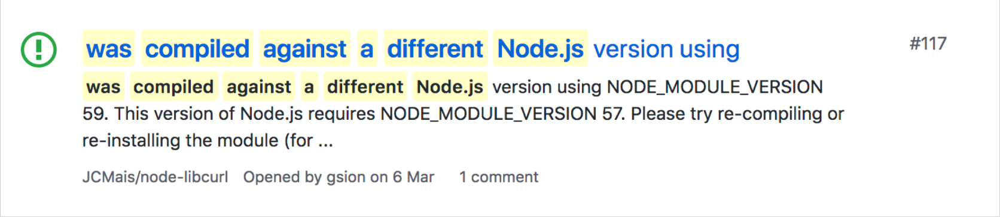 was compiled against a different Node.js version using
#117
was compiled against a different Node.js version using NODE_MODULE_VERSION
59. This version of Node.js requires NODE_MODULE_VERSION 57. Please try re-compiling or
re-installing the module (for ...
JCMais/node-libcurl Opened by gsion on 6 Mar 1 comment